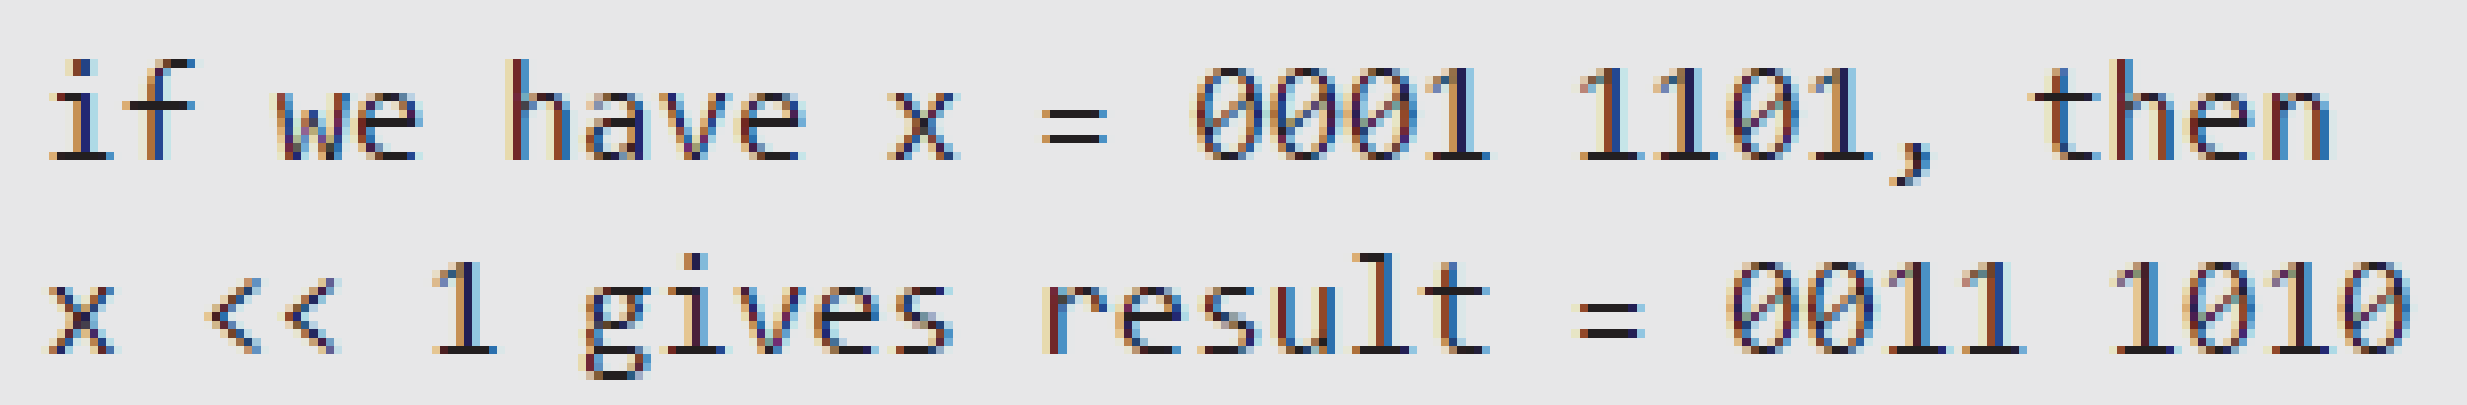 if we have x = 0001 1101, then
x << 1 gives result = 0011 1010